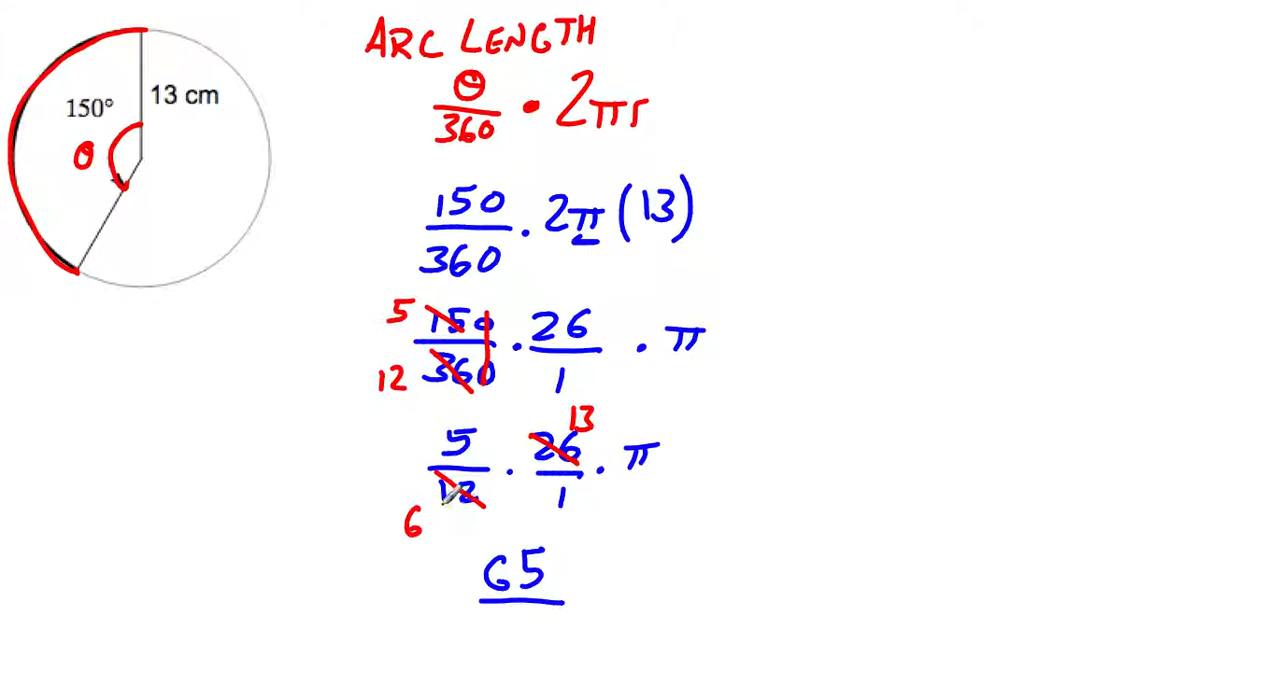 150°
13 cm
θ
ARC LENGTH
θ/360 • 2πr
150/360 · 2π(13)
5 150/12 360 · 26/1 · π
5/12 6 · 26 13/1 · π
65